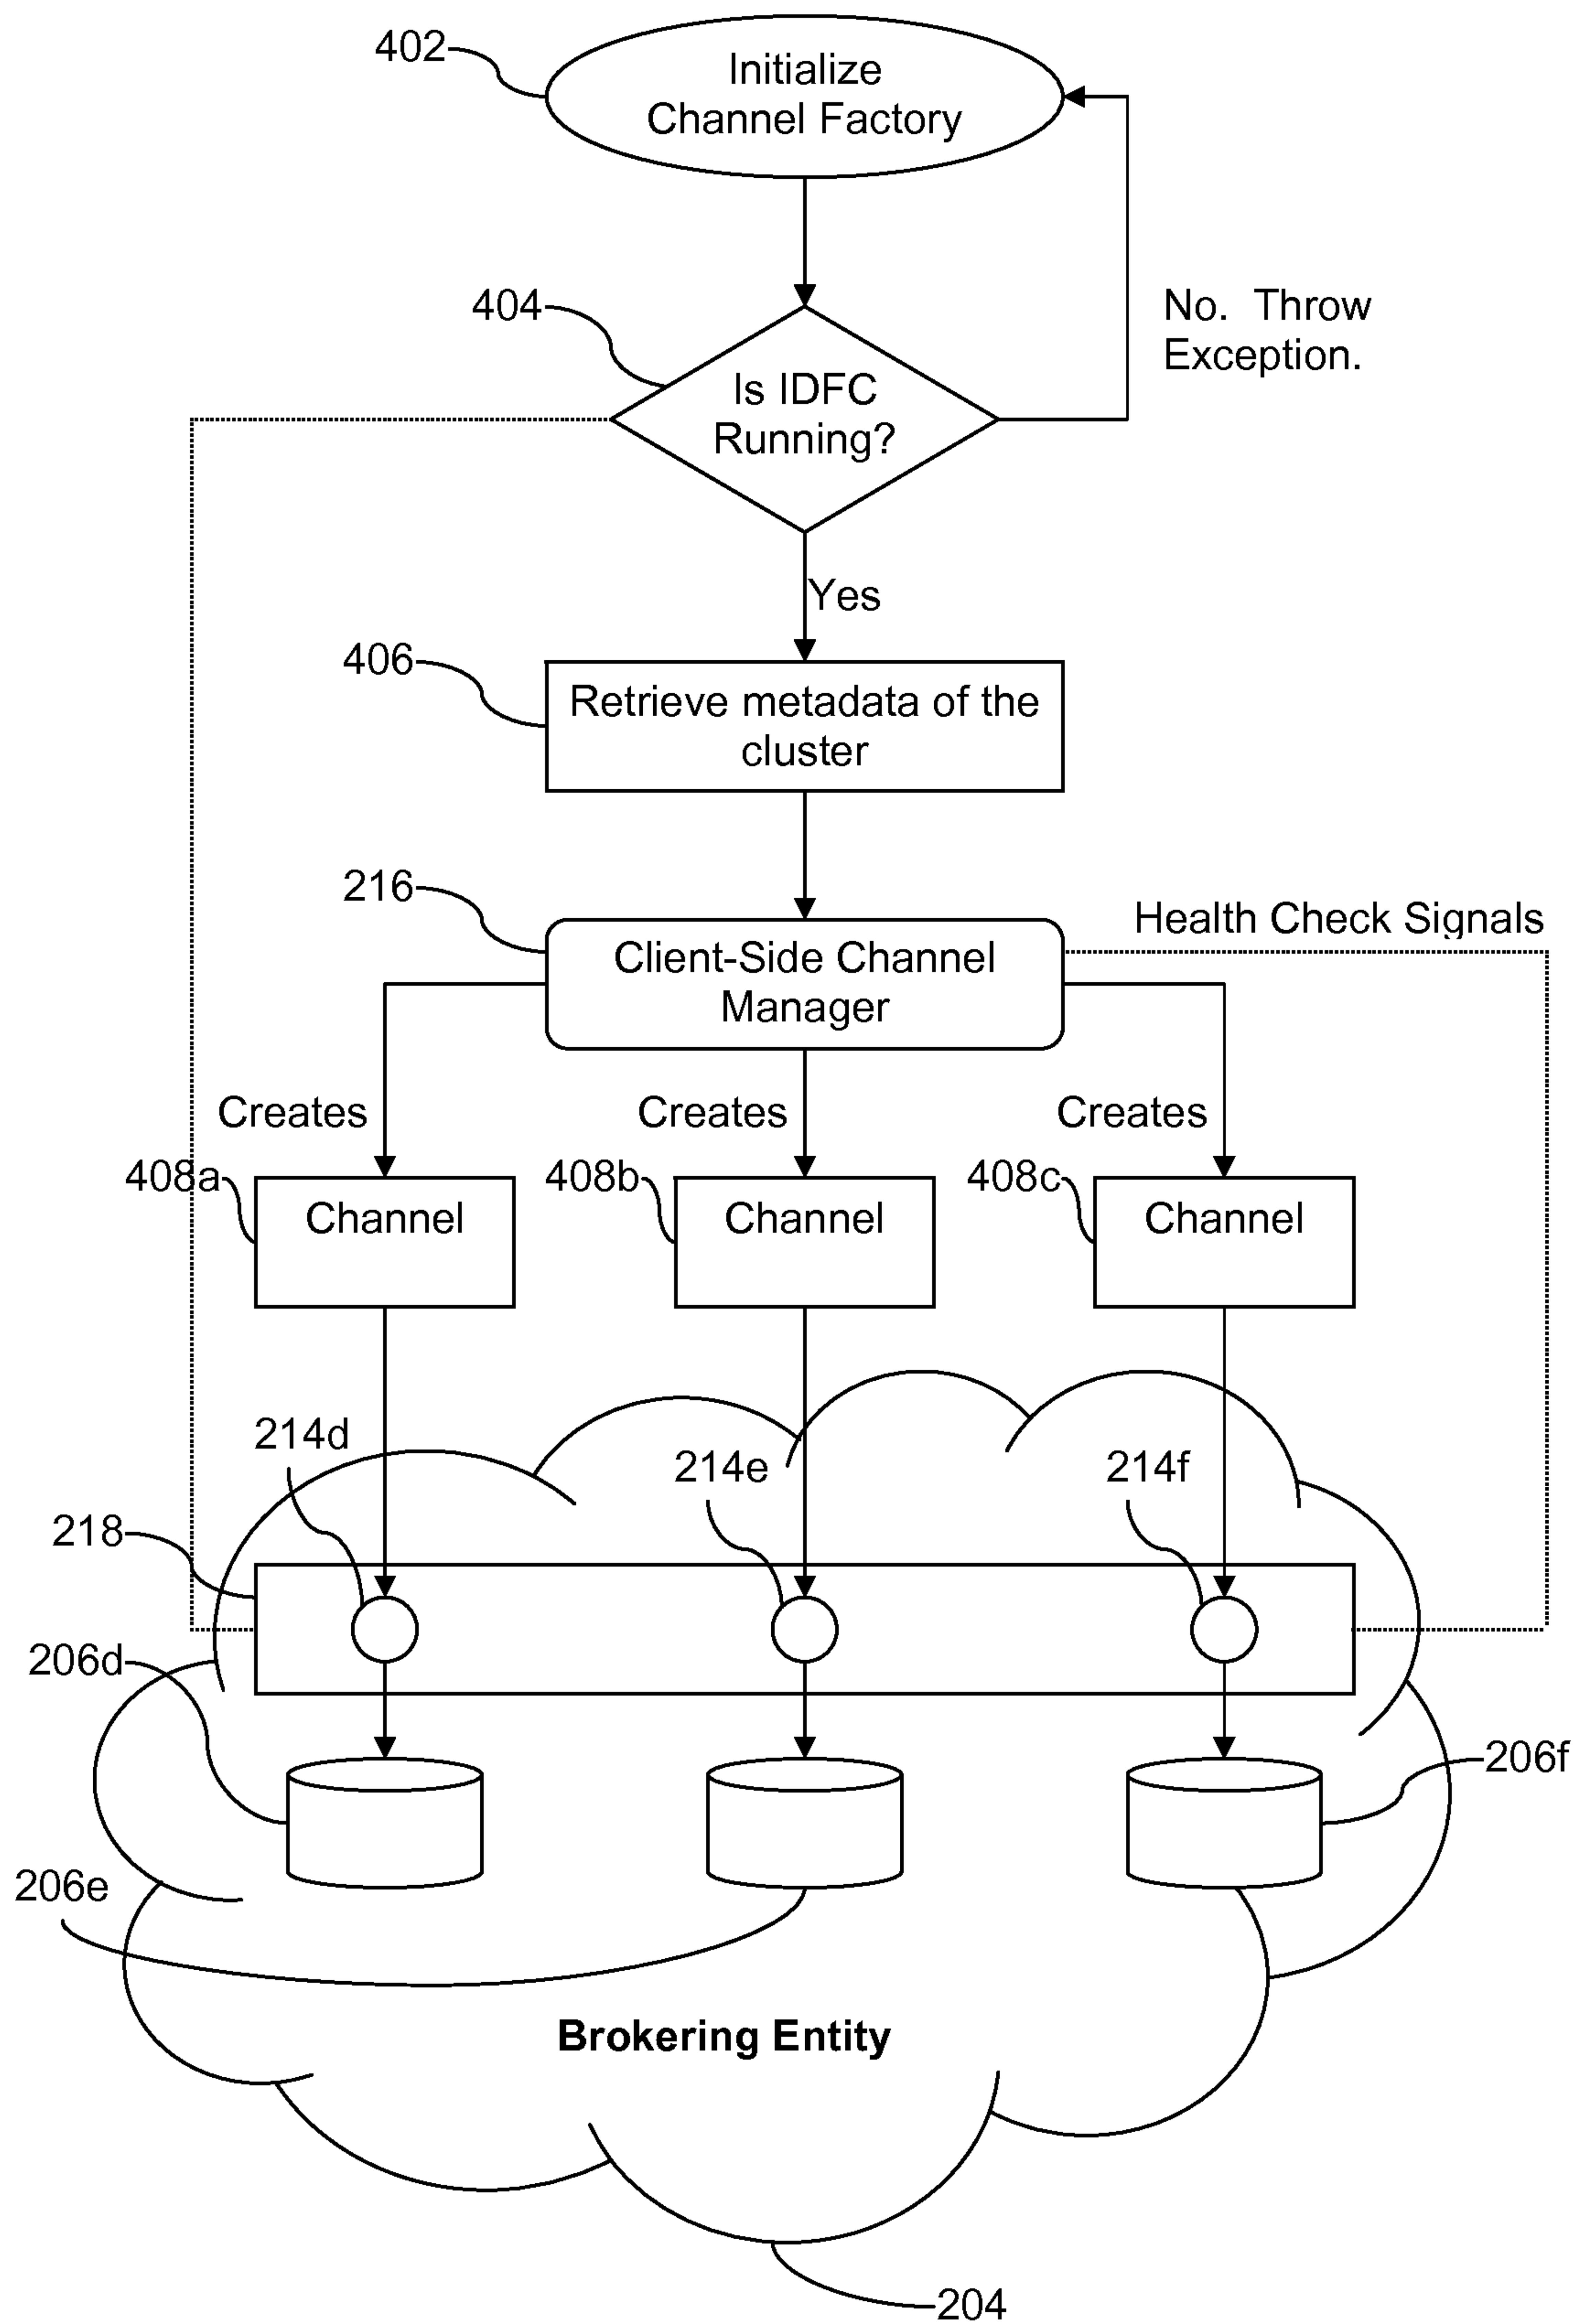 402
Initialize
Channel Factory
404
No. Throw
Exception.
Is IDFC
Running?
Yes
406
Retrieve metadata of the
cluster
216
Health Check Signals
Client-Side Channel
Manager
Creates
Creates
Creates
408a
408b
408c
Channel
Channel
Channel
214d
214e
214f
218
206d
206f
206e
Brokering Entity
204